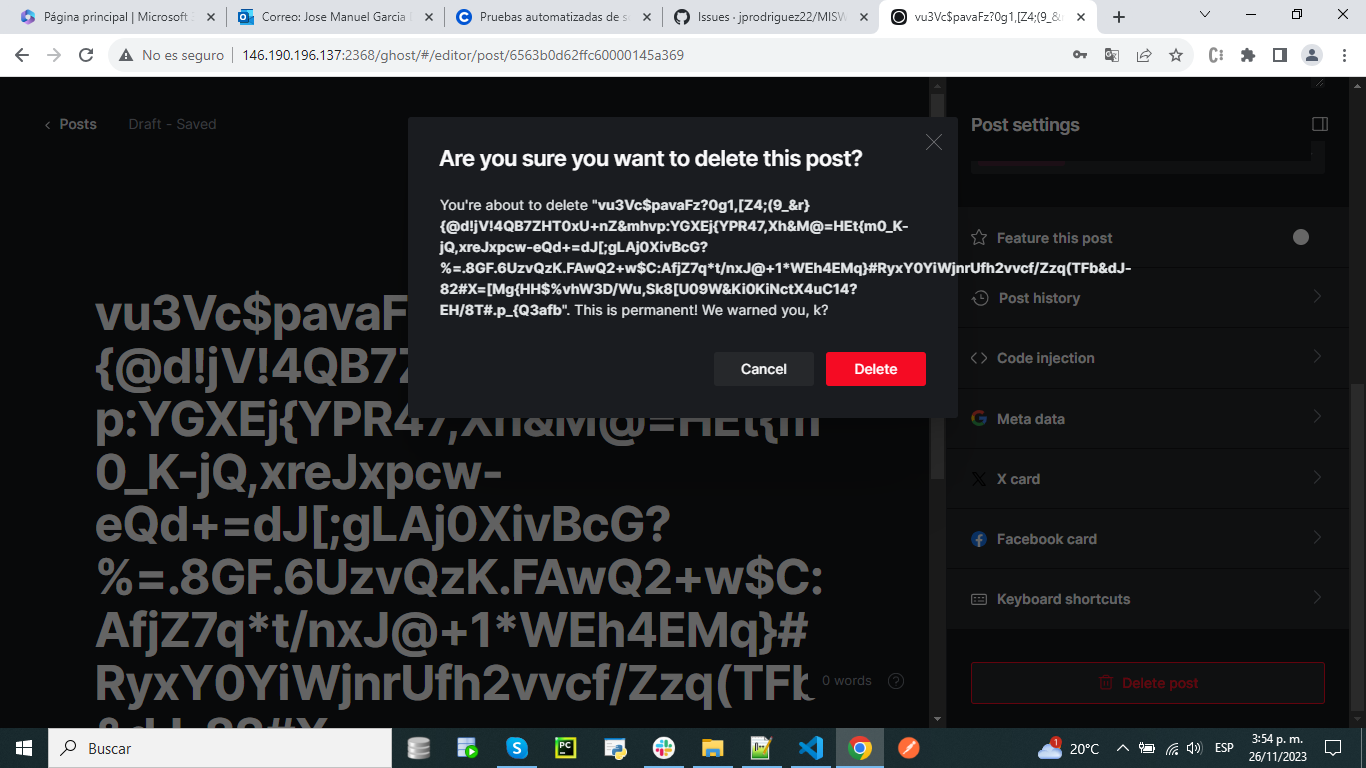 Página principal | Microsoft
Correo: Jose Manuel Garcia
Pruebas automatizadas de s
Issues · jprodriguez22/MISW
vu3Vc$pavaFz?0g1,[Z4;(9_&
No es seguro
146.190.196.137:2368/ghost/#/editor/post/6563b0d62ffc60000145a369
Posts
Draft - Saved
Post settings
Are you sure you want to delete this post?
You're about to delete "vu3Vc$pavaFz?0g1,[Z4;(9_&r}
{@d!jV!4QB7ZHT0xU+nZ&mhvp:YGXEj{YPR47,Xh&M@=HEt{m0_K-
jQ,xreJxpcw-eQd+=dJ[;gLAj0XivBcG?
%=.8GF.6UzvQzK.FAwQ2+w$C:AfjZ7q*t/nxJ@+1*WEh4EMq}#RyxY0YiWjnrUfh2vvcf/Zzq(TFb&dJ-
82#X=[Mg{HH$%vhW3D/Wu,Sk8[U09W&Ki0KiNctX4uC14?
EH/8T#.p_{Q3afb". This is permanent! We warned you, k?
Cancel
Delete
vu3Vc$pavaF
{@d!jV!4QB7Z
p:YGXEj{YPR47,Xh&M@=HEt{m
0_K-jQ,xreJxpcw-
eQd+=dJ[;gLAj0XivBcG?
%=.8GF.6UzvQzK.FAwQ2+w$C:
AfjZ7q*t/nxJ@+1*WEh4EMq}#
RyxY0YiWjnrUfh2vvcf/Zzq(TFb
&dJ-82#X
0 words
Feature this post
Post history
Code injection
Meta data
X card
Facebook card
Keyboard shortcuts
Delete post
Buscar
1
20°C
ESP
3:54 p. m.
26/11/2023